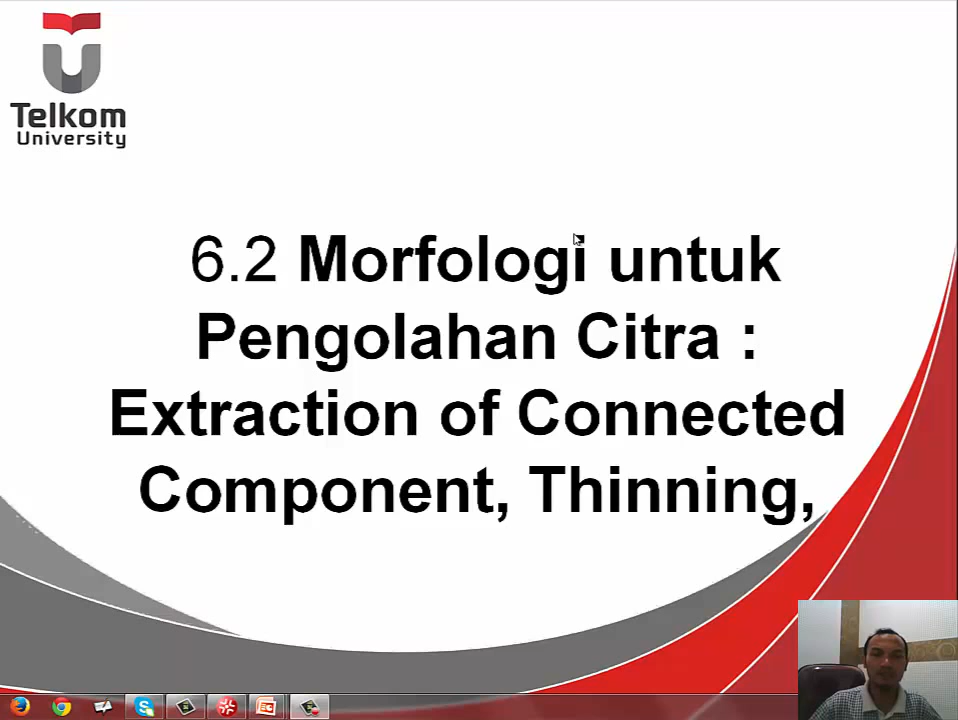 Telkom
University
6.2 Morfologi untuk
Pengolahan Citra :
Extraction of Connected
Component, Thinning,